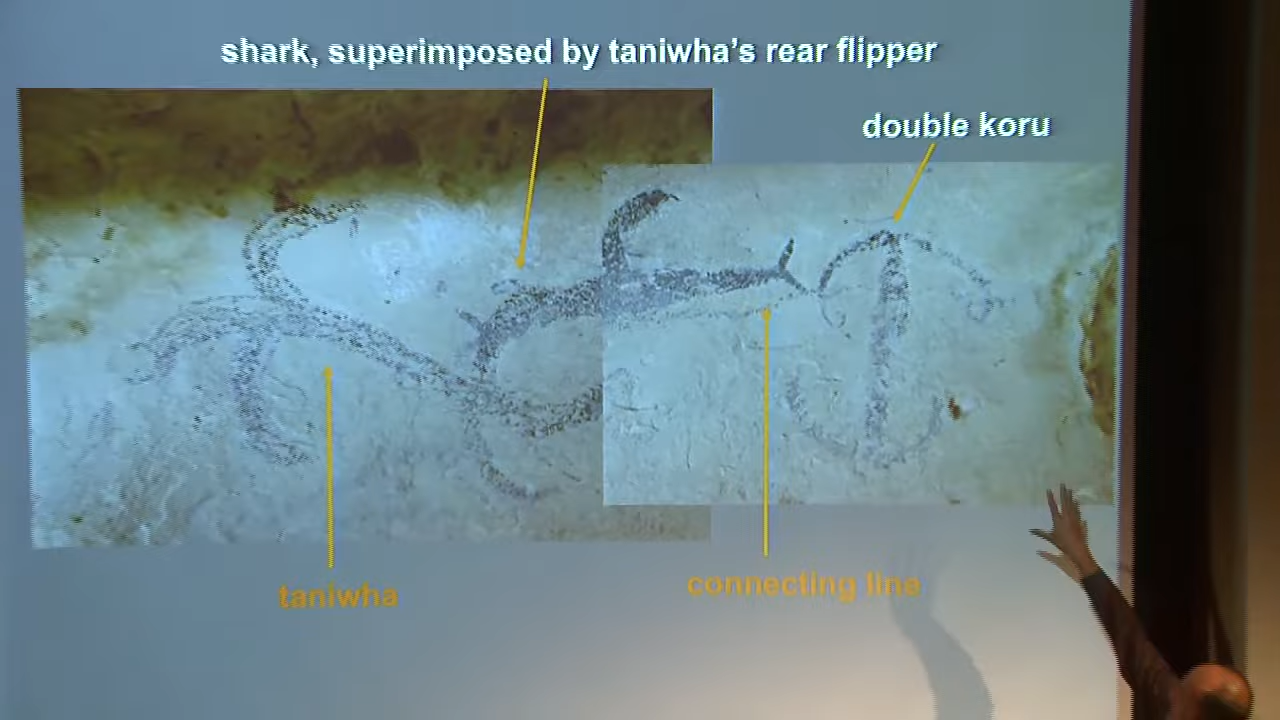 shark, superimposed by taniwha's rear flipper
double koru
taniwha
connecting line